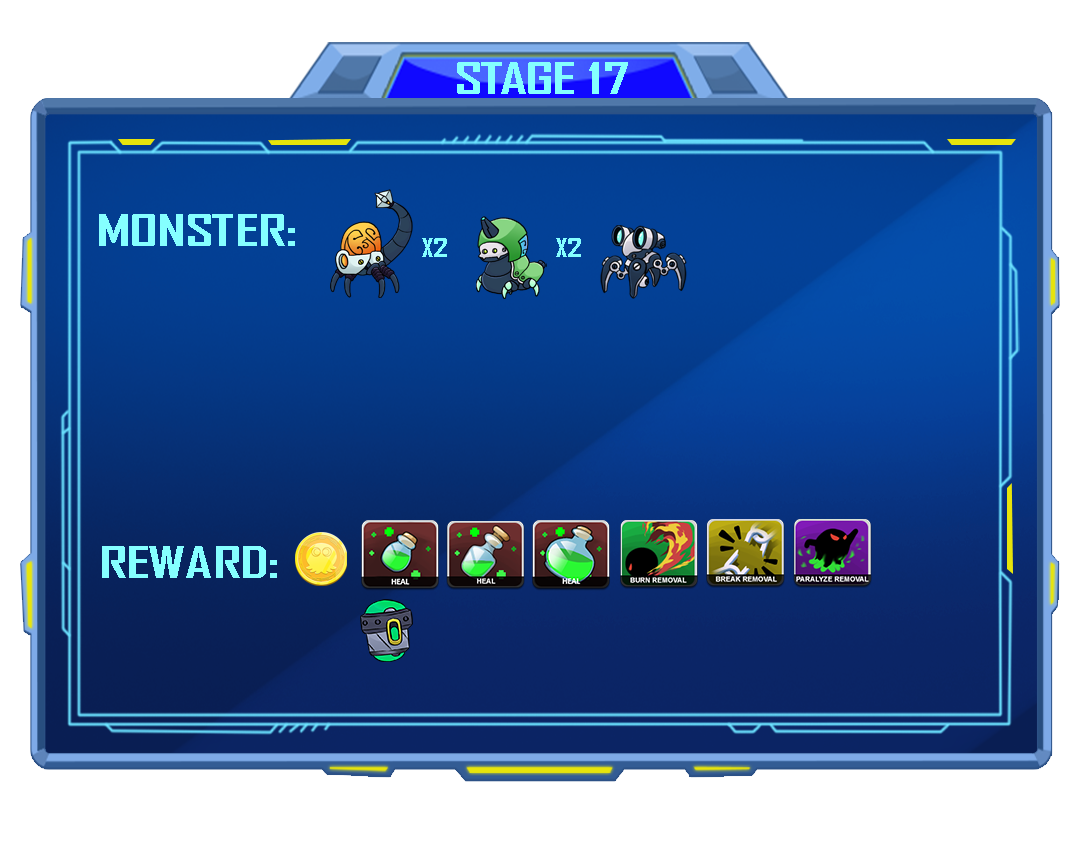 STAGE 17
MONSTER:
X2
X2
REWARD:
HEAL
HEAL
HEAL
BURN REMOVAL
BREAK REMOVAL
PARALYZE REMOVAL